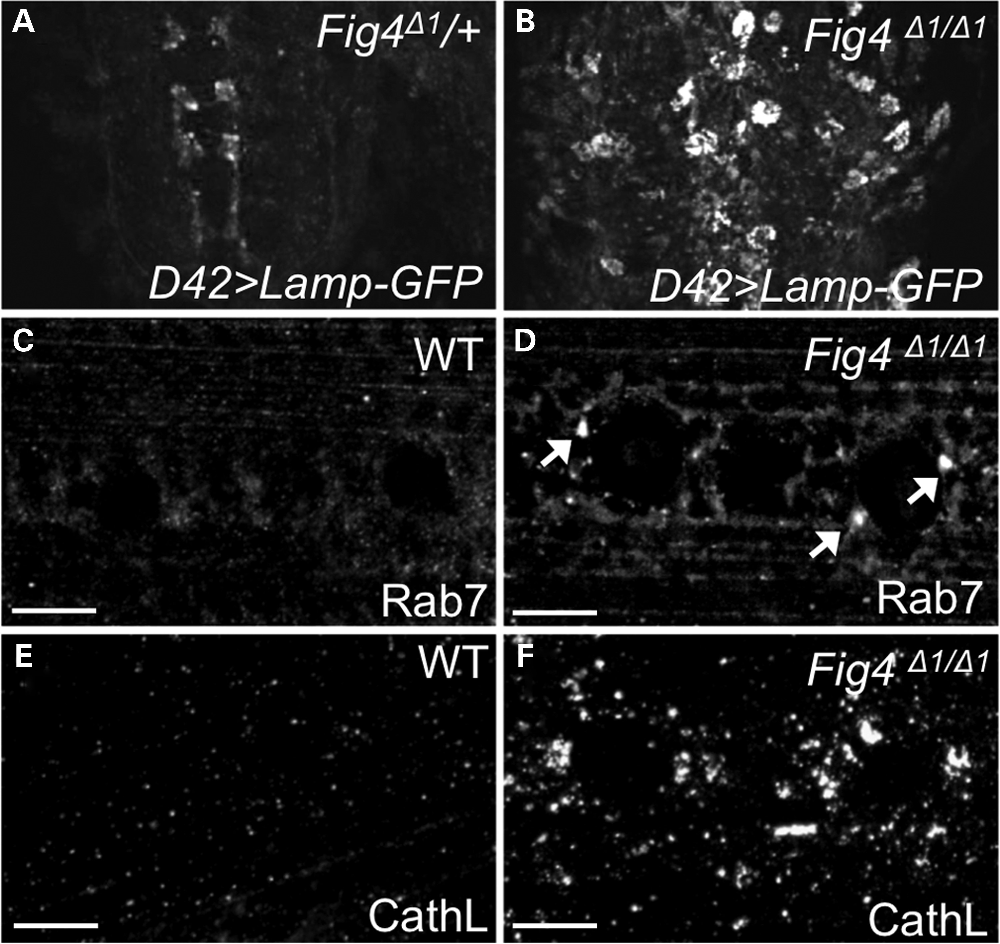 A
Fig4Δ1/+
D42>Lamp-GFP
B
Fig4 Δ1/Δ1
D42>Lamp-GFP
C
WT
Rab7
D
Fig4 Δ1/Δ1
Rab7
E
WT
CathL
F
Fig4 Δ1/Δ1
CathL